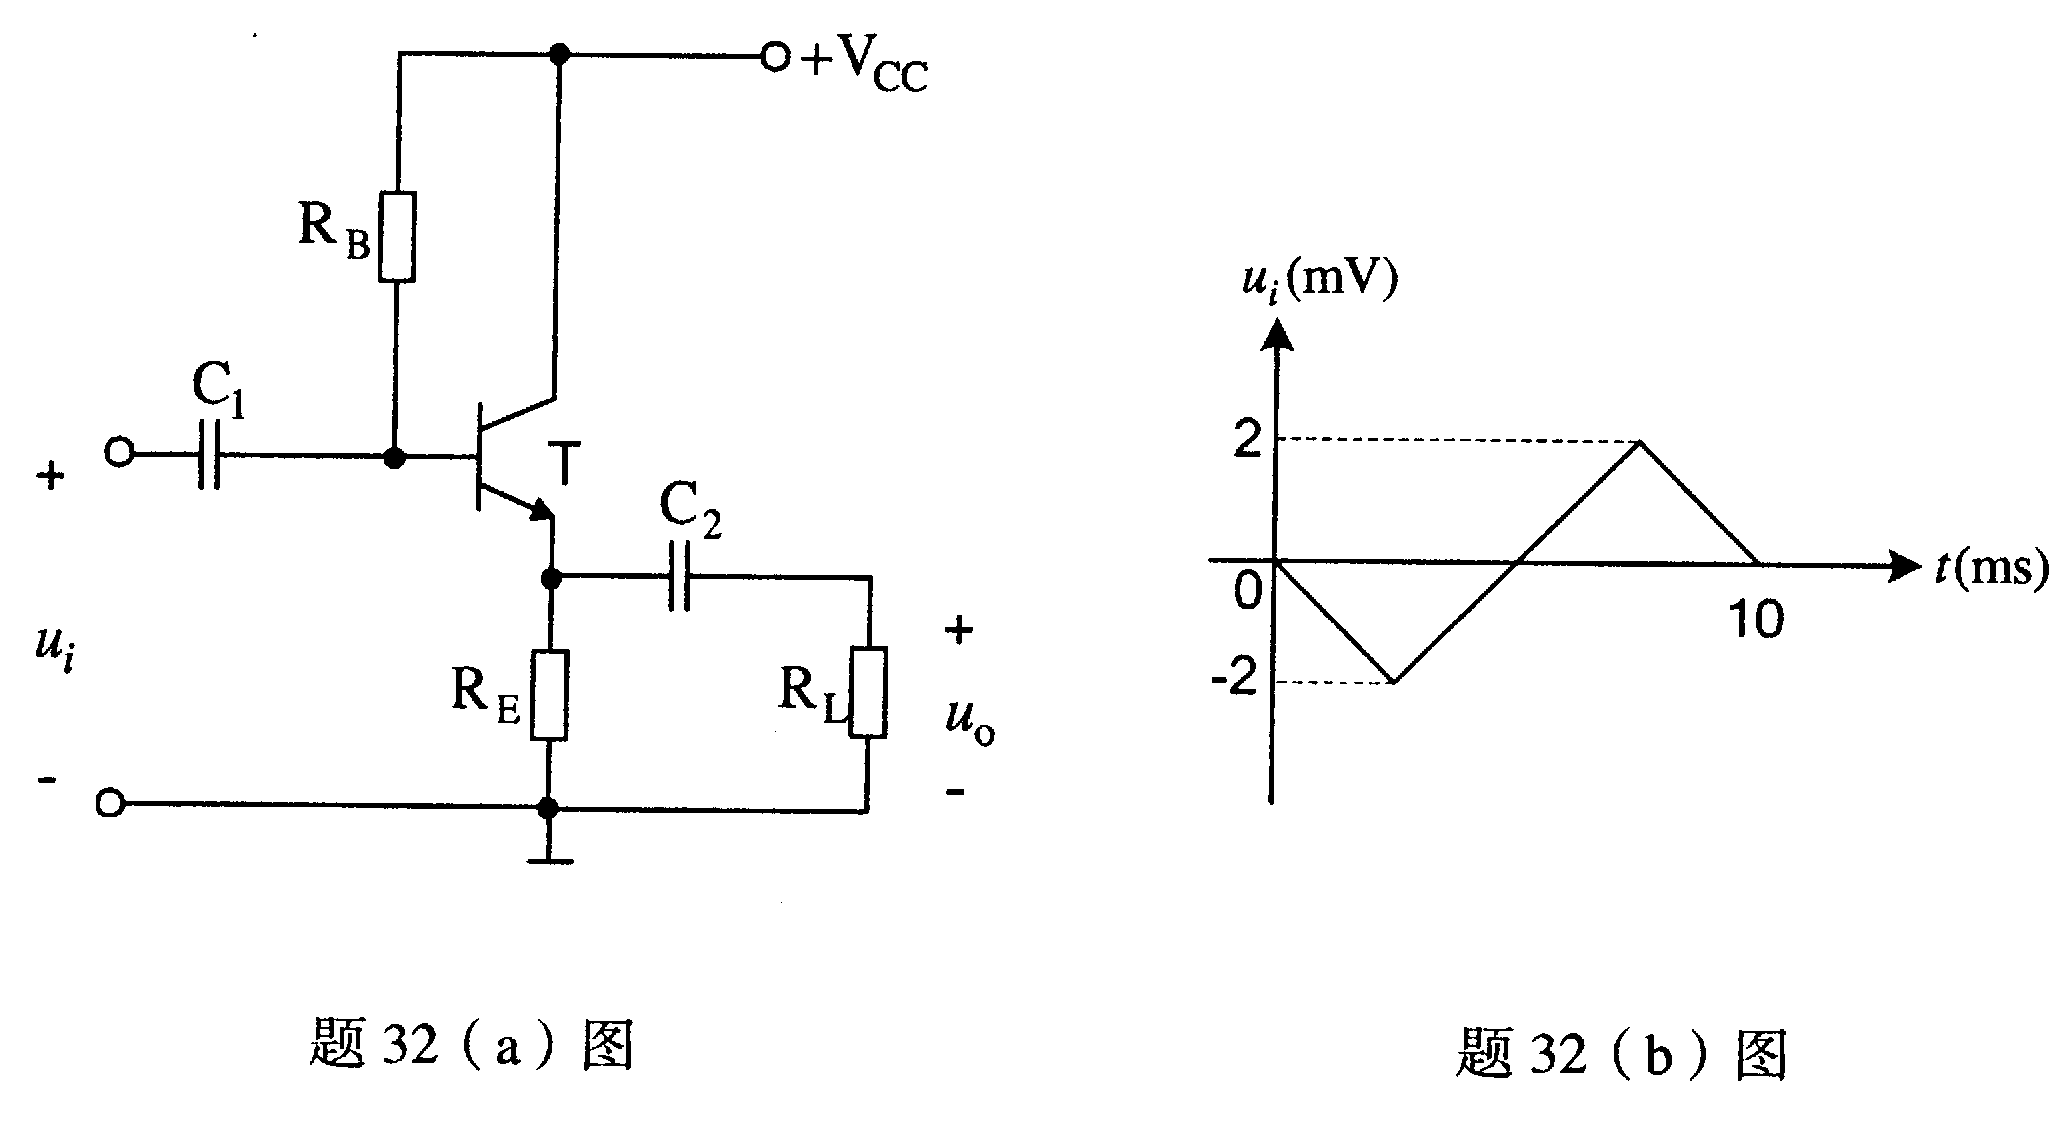 +V_CC
R_B
C_1
T
C_2
+
u_i
-
R_E
R_L
+
u_o
-
题 32（a）图
u_i(mV)
2
0
-2
10
t(ms)
题 32（b）图